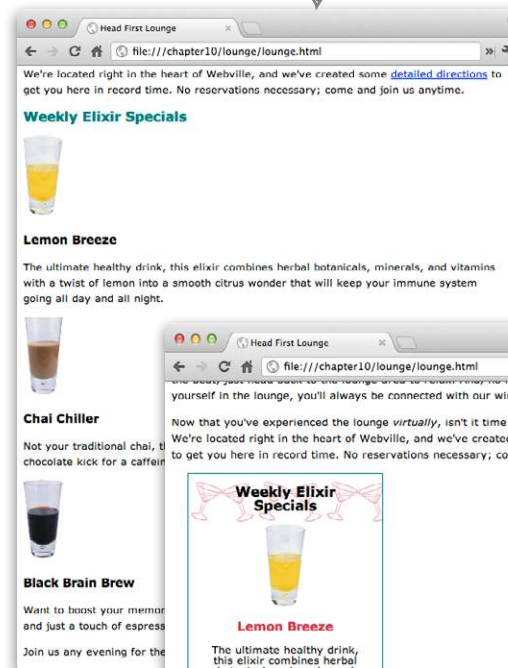 Head First Lounge
file:///chapter10/lounge/lounge.html
We're located right in the heart of Webville, and we've created some detailed directions to
get you here in record time. No reservations necessary; come and join us anytime.
Weekly Elixir Specials
Lemon Breeze
The ultimate healthy drink, this elixir combines herbal botanicals, minerals, and vitamins
with a twist of lemon into a smooth citrus wonder that will keep your immune system
going all day and all night.
Chai Chiller
Not your traditional chai,
chocolate kick for a
Black Brain Brew
Want to boost your
and just a touch of
Join us any evening for the
Head First Lounge
file:///chapter10/lounge/lounge.html
yourself in the lounge, you'll always be connected with our
Now that you've experienced the lounge virtually, isn't it time
We're located right in the heart of Webville, and we've
to get you here in record time. No reservations necessary;
Weekly Elixir
Specials
Lemon Breeze
The ultimate healthy drink,
this elixir combines herbal